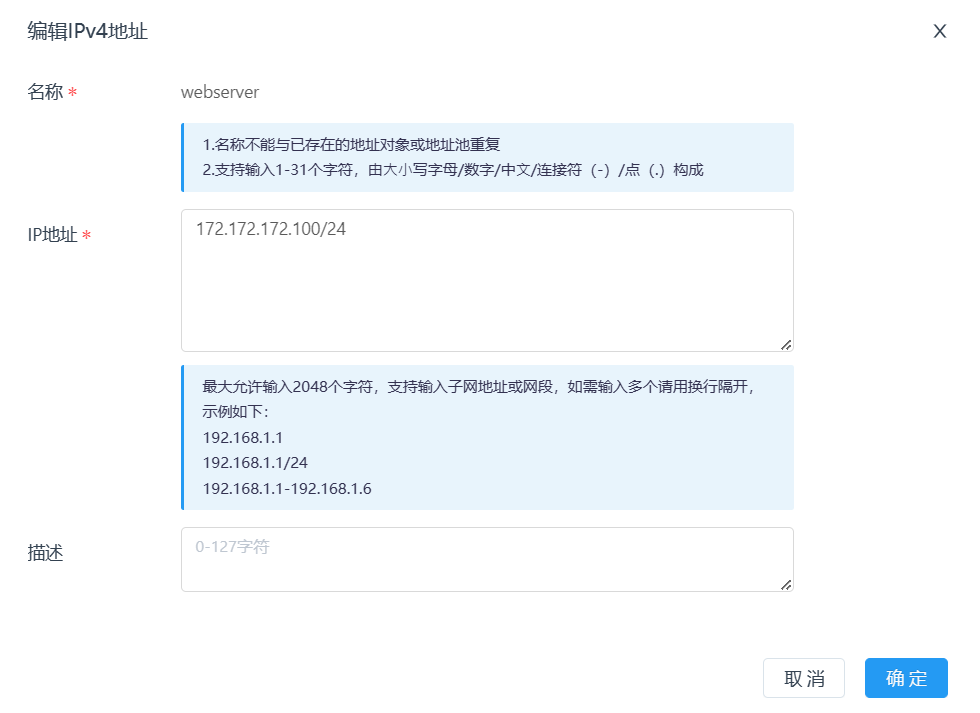 编辑IPv4地址
X
名称 *
webserver
1.名称不能与已存在的地址对象或地址池重复
2.支持输入1-31个字符，由大小写字母/数字/中文/连接符（-）/点（.）构成
IP地址 *
172.172.172.100/24
最大允许输入2048个字符，支持输入子网地址或网段，如需输入多个请用换行隔开，
示例如下：
192.168.1.1
192.168.1.1/24
192.168.1.1-192.168.1.6
描述
0-127字符
取消
确定